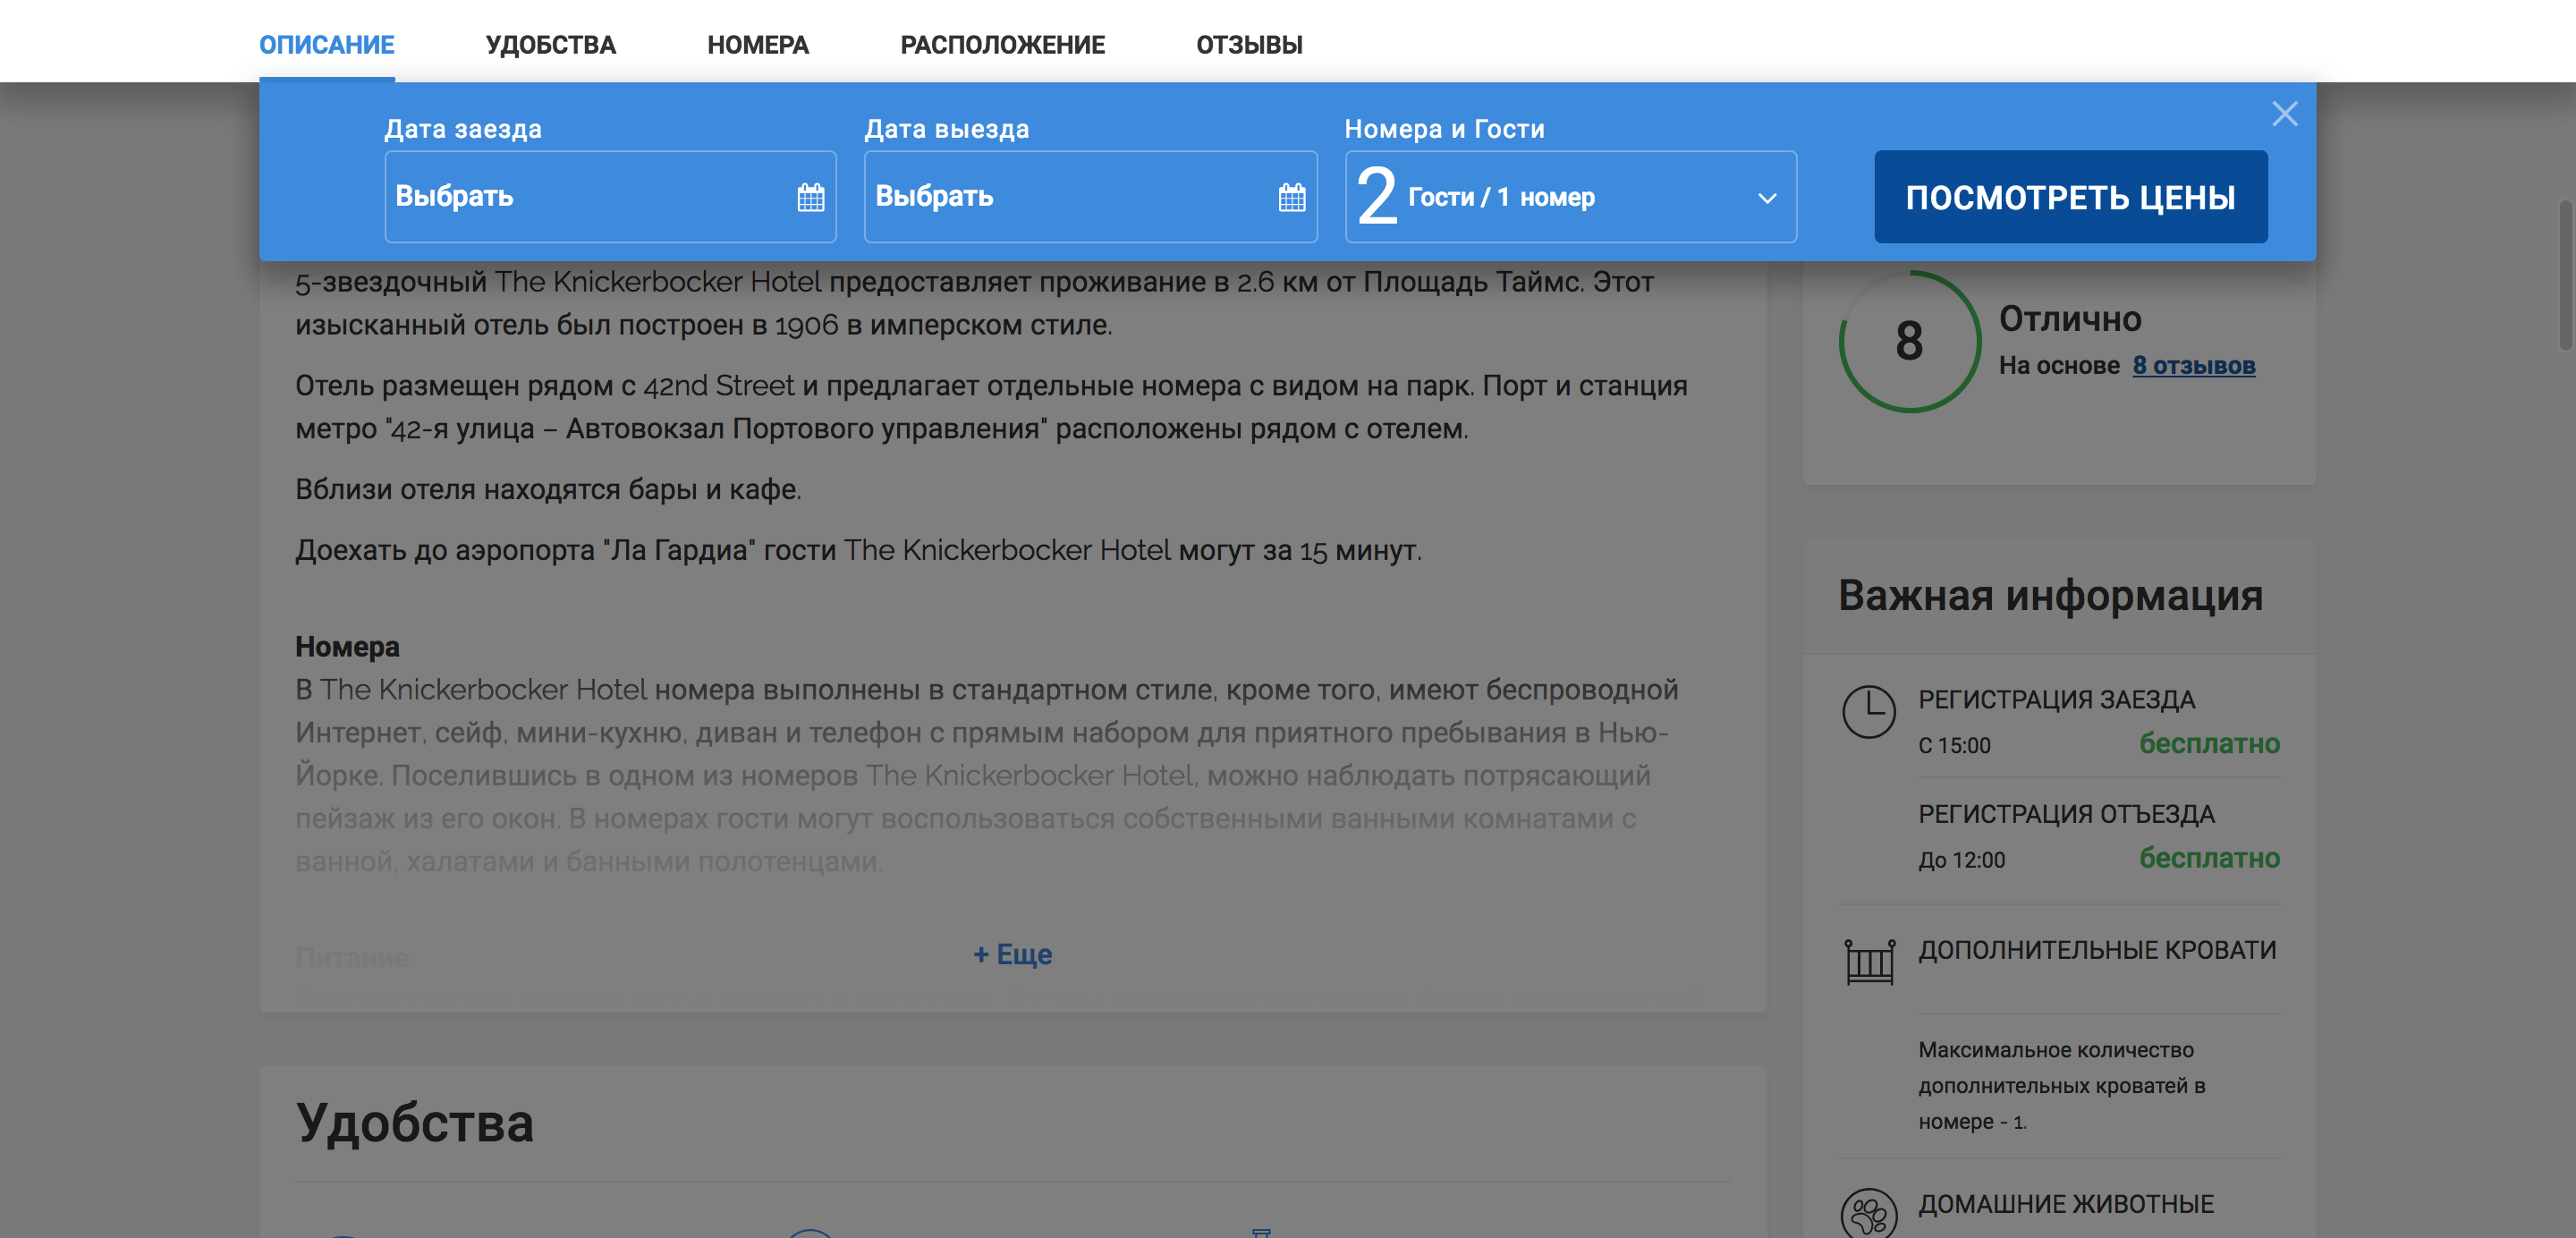 ОПИСАНИЕ УДОБСТВА НОМЕРА РАСПОЛОЖЕНИЕ ОТЗЫВЫ
Дата заезда
Выбрать
Дата выезда
Выбрать
Номера и Гости
2 Гости / 1 номер
ПОСМОТРЕТЬ ЦЕНЫ
5-звездочный The Knickerbocker Hotel предоставляет проживание в 2.6 км от Площадь Таймс. Этот
изысканный отель был построен в 1906 в имперском стиле.
Отель размещен рядом с 42nd Street и предлагает отдельные номера с видом на парк. Порт и станция
метро "42-я улица – Автовокзал Портового управления" расположены рядом с отелем.
Вблизи отеля находятся бары и кафе.
Доехать до аэропорта "Ла Гардиа" гости The Knickerbocker Hotel могут за 15 минут.
Номера
В The Knickerbocker Hotel номера выполнены в стандартном стиле, кроме того, имеют беспроводной
Интернет, сейф, мини-кухню, диван и телефон с прямым набором для приятного пребывания в Нью-
Йорке. Поселившись в одном из номеров The Knickerbocker Hotel, можно наблюдать потрясающий
пейзаж из его окон. В номерах гости могут воспользоваться собственными ванными комнатами с
ванной, халатами и банными полотенцами.
Питание
+ Еще
Удобства
8
Отлично
На основе 8 отзывов
Важная информация
РЕГИСТРАЦИЯ ЗАЕЗДА
С 15:00 бесплатно
РЕГИСТРАЦИЯ ОТЪЕЗДА
До 12:00 бесплатно
ДОПОЛНИТЕЛЬНЫЕ КРОВАТИ
Максимальное количество
дополнительных кроватей в
номере - 1.
ДОМАШНИЕ ЖИВОТНЫЕ